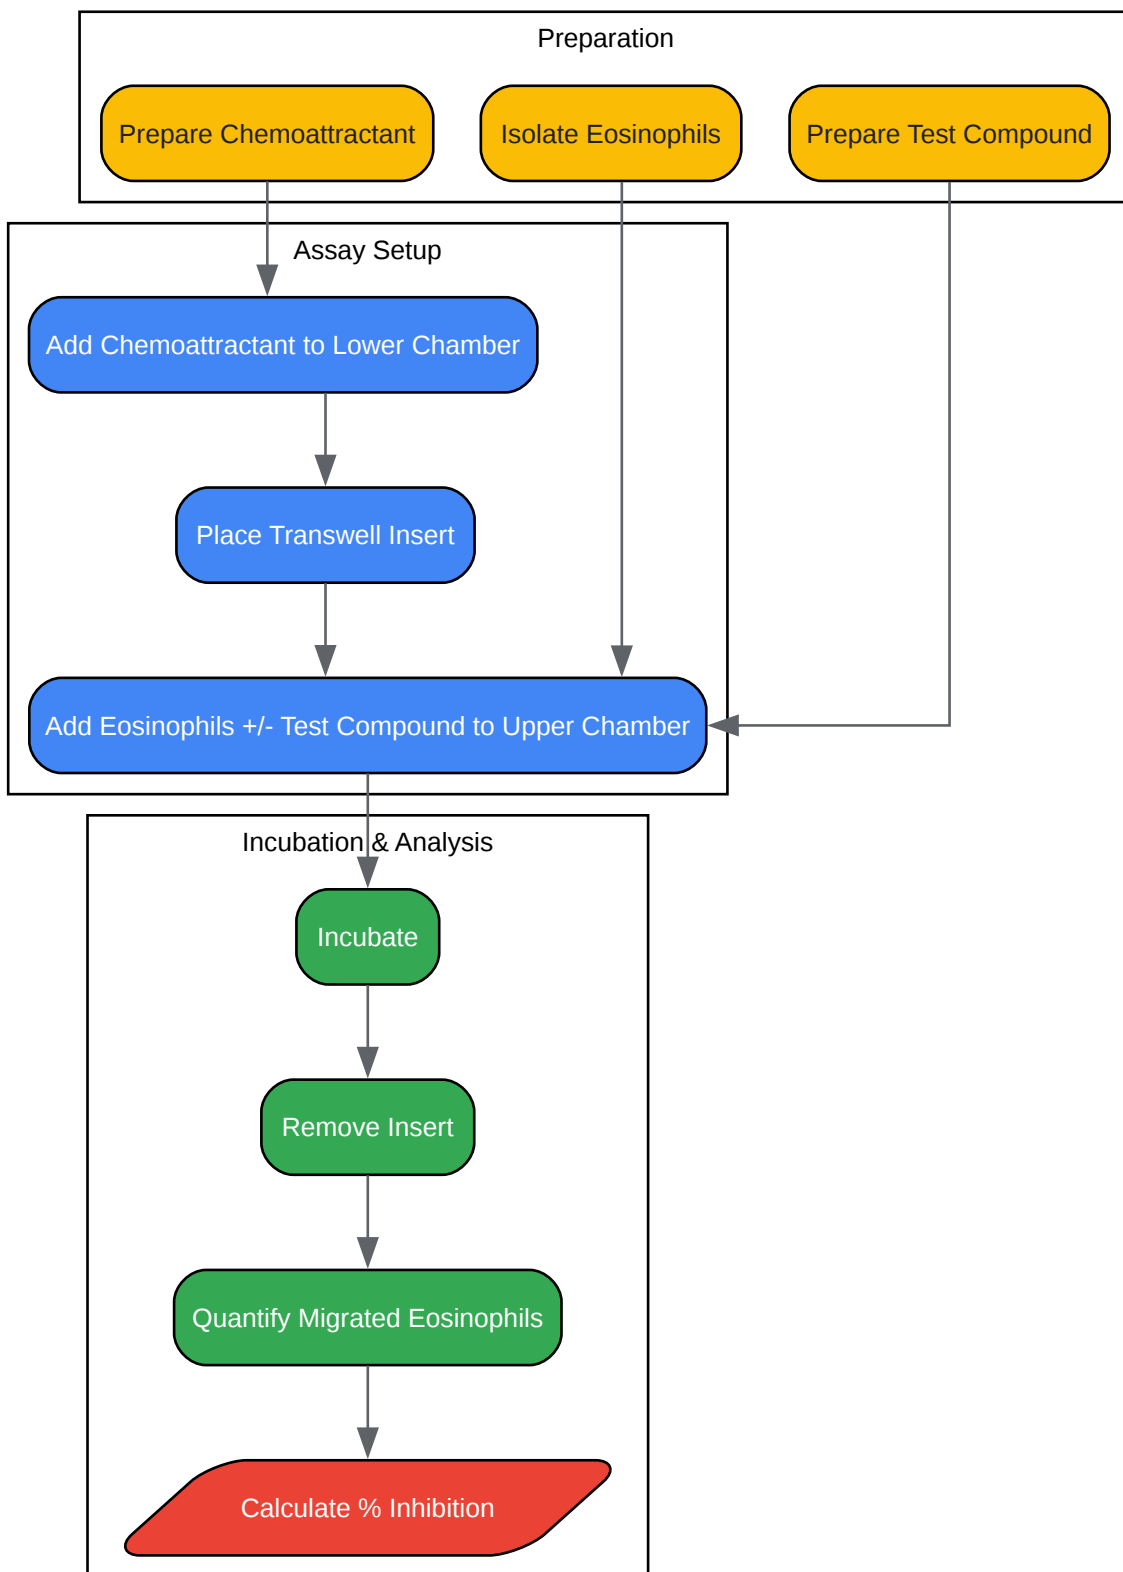 Preparation
Prepare Chemoattractant
Isolate Eosinophils
Prepare Test Compound
Assay Setup
Add Chemoattractant to Lower Chamber
Place Transwell Insert
Add Eosinophils +/- Test Compound to Upper Chamber
Incubation & Analysis
Incubate
Remove Insert
Quantify Migrated Eosinophils
Calculate % Inhibition